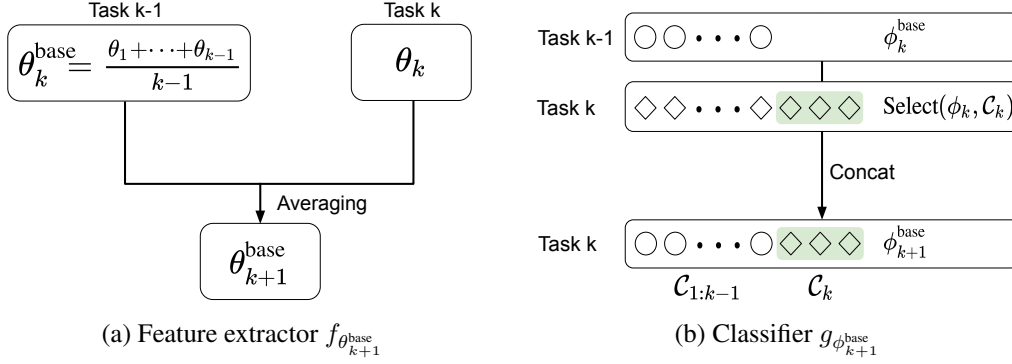 Task k-1
Task k
θ_k^base = (θ_1+···+θ_{k−1})/(k−1)
θ_k
Averaging
θ_{k+1}^base
(a) Feature extractor f_{θ_{k+1}^base}
Task k-1
ϕ_k^base
Task k
Select(ϕ_k, 𝒞_k)
Concat
Task k
ϕ_{k+1}^base
𝒞_{1:k−1}
𝒞_k
(b) Classifier g_{ϕ_{k+1}^base}